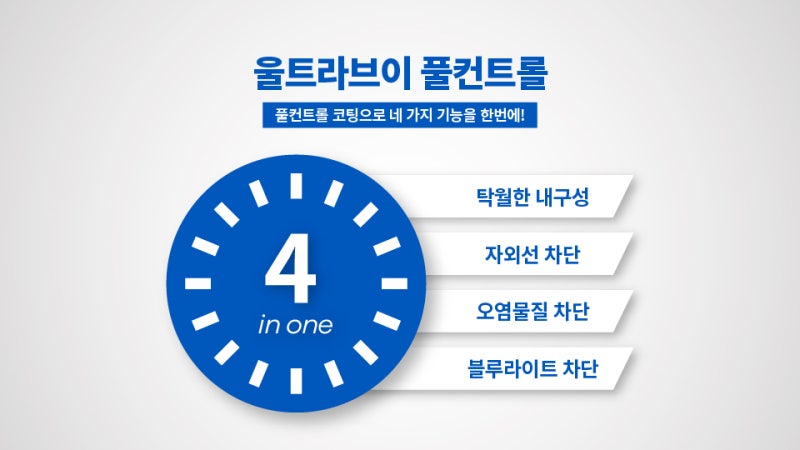 울트라브이 풀컨트롤
풀컨트롤 코팅으로 네 가지 기능을 한번에!
4
in one
탁월한 내구성
자외선 차단
오염물질 차단
블루라이트 차단